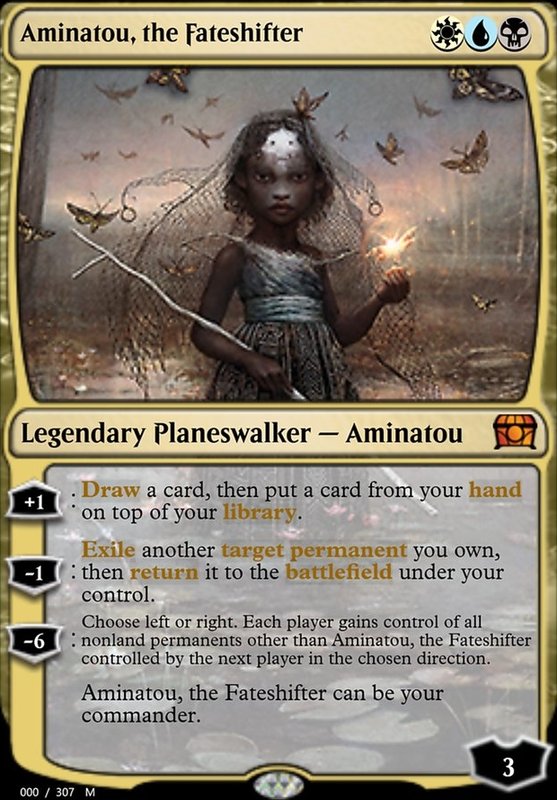 Aminatou, the Fateshifter
Legendary Planeswalker — Aminatou
+1 : Draw a card, then put a card from your hand
on top of your library.
-1 : Exile another target permanent you own,
then return it to the battlefield under your
control.
-6 : Choose left or right. Each player gains control of all
nonland permanents other than Aminatou, the Fateshifter
controlled by the next player in the chosen direction.
Aminatou, the Fateshifter can be your
commander.
3
000 / 307 M